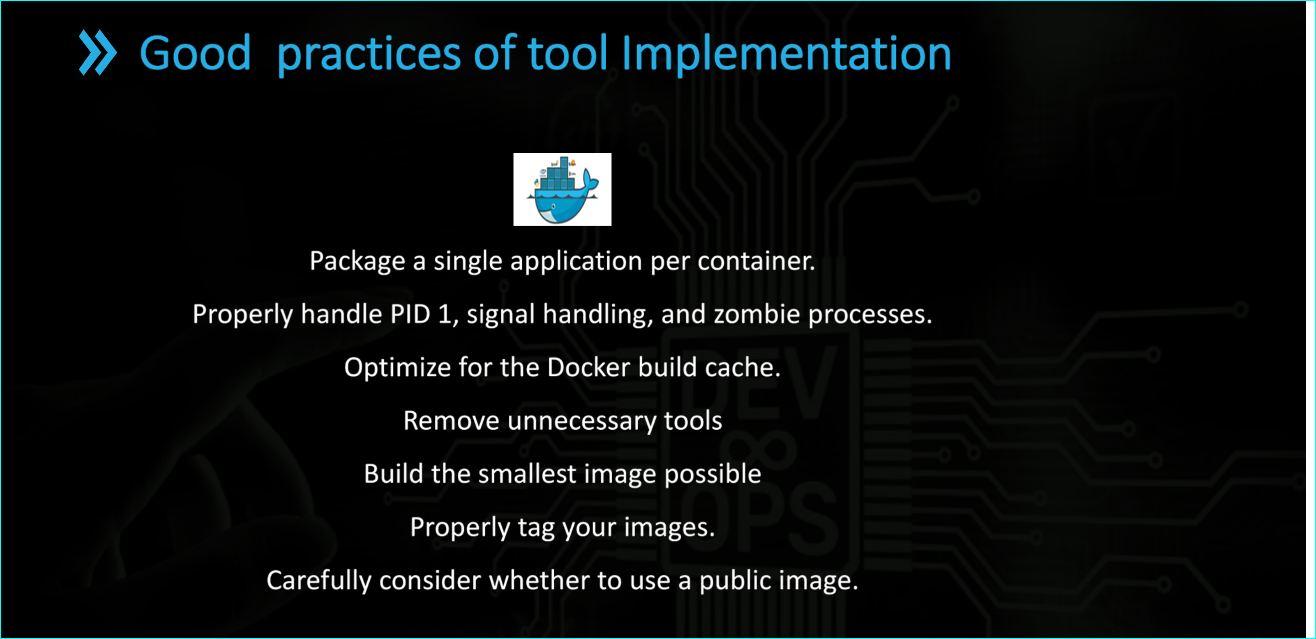 Good  practices of tool Implementation
Package a single application per container.
Properly handle PID 1, signal handling, and zombie processes.
Optimize for the Docker build cache.
Remove unnecessary tools
Build the smallest image possible
Properly tag your images.
Carefully consider whether to use a public image.
DEV
OPS